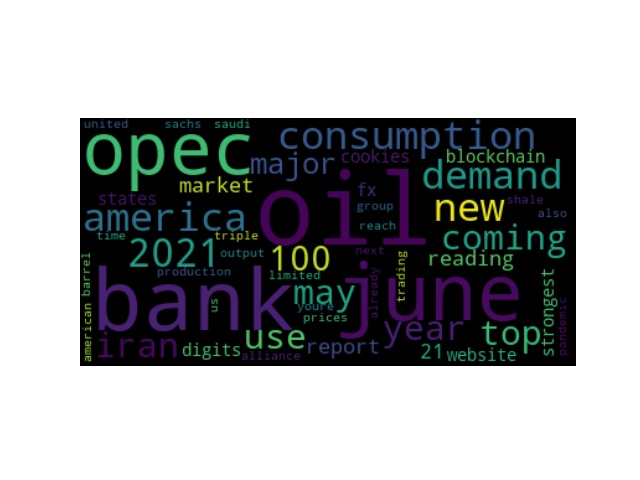 united sachs saudi
opec consumption
major cookies blockchain
market demand
states fx new shale
america oil group also
time triple reach coming
2021 output 100 next reading
production limited
american barrel bank us may already trading june strongest pandemic
youre
prices year top
iran digits use report 21 website
alliance